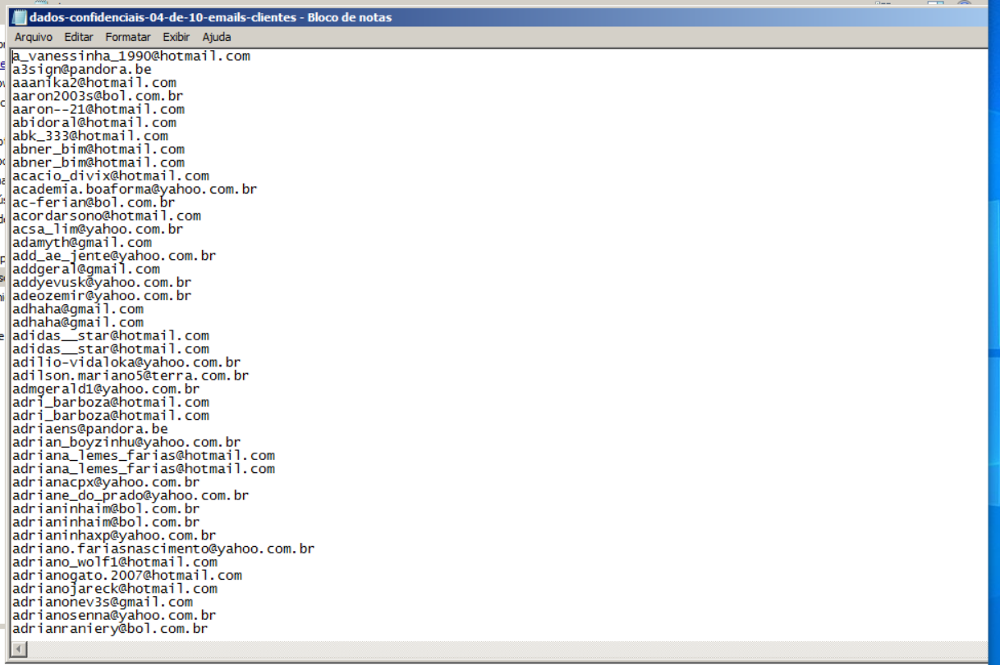 dados-confidenciais-04-de-10-emails-clientes - Bloco de notas
Arquivo Editar Formatar Exibir Ajuda
a_vanessinha_1990@hotmail.com
a3sign@pandora.be
aaanika2@hotmail.com
aaron2003s@bol.com.br
aaron--21@hotmail.com
abidoral@hotmail.com
abk_333@hotmail.com
abner_bim@hotmail.com
abner_bim@hotmail.com
acacio_divix@hotmail.com
academia.boaforma@yahoo.com.br
ac-ferian@bol.com.br
acordarsono@hotmail.com
acsa_lim@yahoo.com.br
adamyth@gmail.com
add_ae_jente@yahoo.com.br
addgeral@gmail.com
addyevusk@yahoo.com.br
adeozemir@yahoo.com.br
adhaha@gmail.com
adhaha@gmail.com
adidas__star@hotmail.com
adidas__star@hotmail.com
adilio-vidaloka@yahoo.com.br
adilson.mariano5@terra.com.br
admgerald1@yahoo.com.br
adri_barboza@hotmail.com
adri_barboza@hotmail.com
adriaens@pandora.be
adrian_boyzinhu@yahoo.com.br
adriana_lemes_farias@hotmail.com
adriana_lemes_farias@hotmail.com
adrianacpx@yahoo.com.br
adriane_do_prado@yahoo.com.br
adrianinhaim@bol.com.br
adrianinhaim@bol.com.br
adrianinhaxp@yahoo.com.br
adriano.fariasnascimento@yahoo.com.br
adriano_wolf1@hotmail.com
adrianogato.2007@hotmail.com
adrianojareck@hotmail.com
adrianonev3s@gmail.com
adrianosenna@yahoo.com.br
adrianraniery@bol.com.br